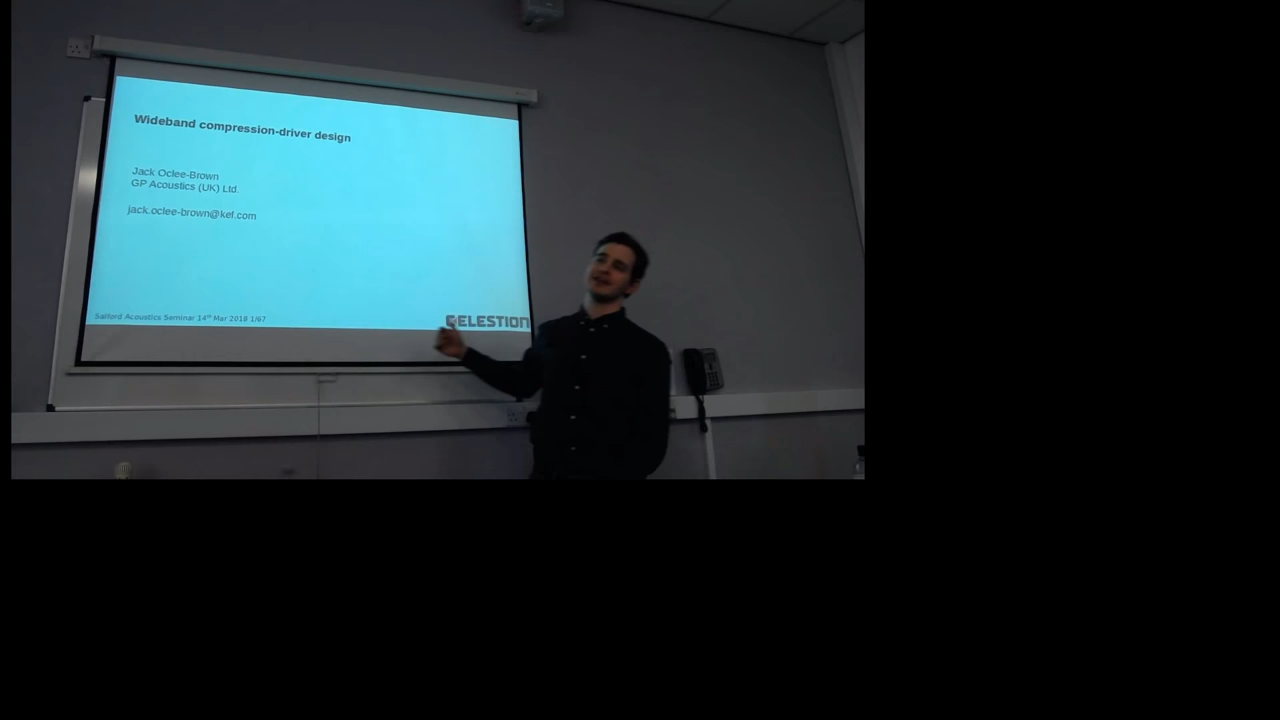 Wideband compression-driver design
Jack Oclee-Brown
GP Acoustics (UK) Ltd.
jack.oclee-brown@kef.com
Salford Acoustics Seminar 14th Mar 2018 1/67
CELESTION